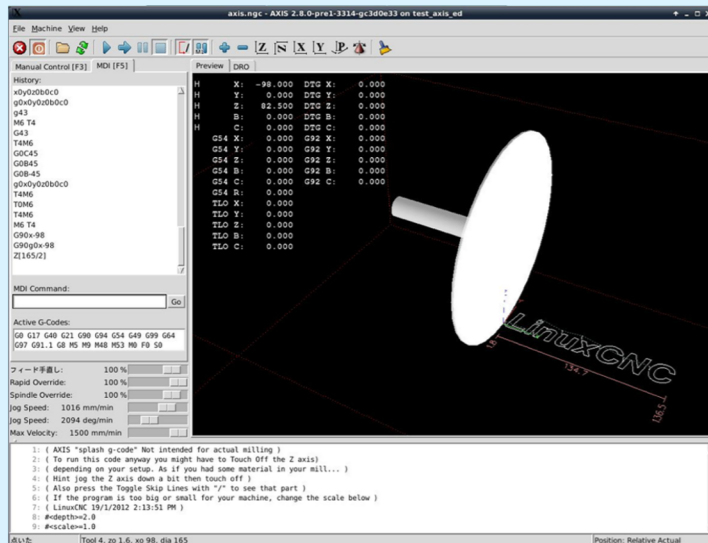 axis.ngc - AXIS 2.8.0-pre1-3314-gc3d0e33 on test_axis_ed
File Machine View Help
Manual Control [F3] MDI [F5] Preview DRO
History:
x0y0z0b0c0
g0x0y0z0b0c0
g43
M6 T4
G43
T4M6
G0C45
G0B45
G0B-45
g0x0y0z0b0c0
T4M6
T0M6
T4M6
M6 T4
G90x-98
G90g0x-98
Z[165/2]
MDI Command:
Go
Active G-Codes:
G0 G17 G40 G21 G90 G94 G54 G49 G99 G64
G97 G91.1 G8 M5 M9 M48 M53 M0 F0 S0
フィード手直し: 100 %
Rapid Override: 100 %
Spindle Override: 100 %
Jog Speed: 1016 mm/min
Jog Speed: 2094 deg/min
Max Velocity: 1500 mm/min
H X: -98.000 DTG X: 0.000
H Y: 0.000 DTG Y: 0.000
H Z: 82.500 DTG Z: 0.000
H B: 0.000 DTG B: 0.000
H C: 0.000 DTG C: 0.000
G54 X: 0.000 G92 X: 0.000
G54 Y: 0.000 G92 Y: 0.000
G54 Z: 0.000 G92 Z: 0.000
G54 B: 0.000 G92 B: 0.000
G54 C: 0.000 G92 C: 0.000
G54 R: 0.000
TLO X: 0.000
TLO Y: 0.000
TLO Z: 0.000
TLO B: 0.000
TLO C: 0.000
LinuxCNC
134.7
136.5
1: ( AXIS "splash g-code" Not intended for actual milling )
2: ( To run this code anyway you might have to Touch Off the Z axis)
3: ( depending on your setup. As if you had some material in your mill... )
4: ( Hint jog the Z axis down a bit then touch off )
5: ( Also press the Toggle Skip Lines with "/" to see that part )
6: ( If the program is too big or small for your machine, change the scale below )
7: ( LinuxCNC 19/1/2012 2:13:51 PM )
8: #<depth>=2.0
9: #<scale>=1.0
点いた Tool 4, zo 1.6, xo 98, dia 165 Position: Relative Actual